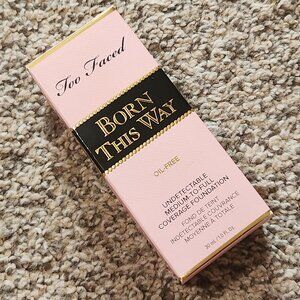 Too Faced
BORN
THIS WAY
OIL-FREE
UNDETECTABLE
MEDIUM-TO-FULL
COVERAGE FOUNDATION
FOND DE TEINT
INDÉTECTABLE COUVRANCE
MOYENNE À TOTALE
30 ml/1.0 FL. OZ.